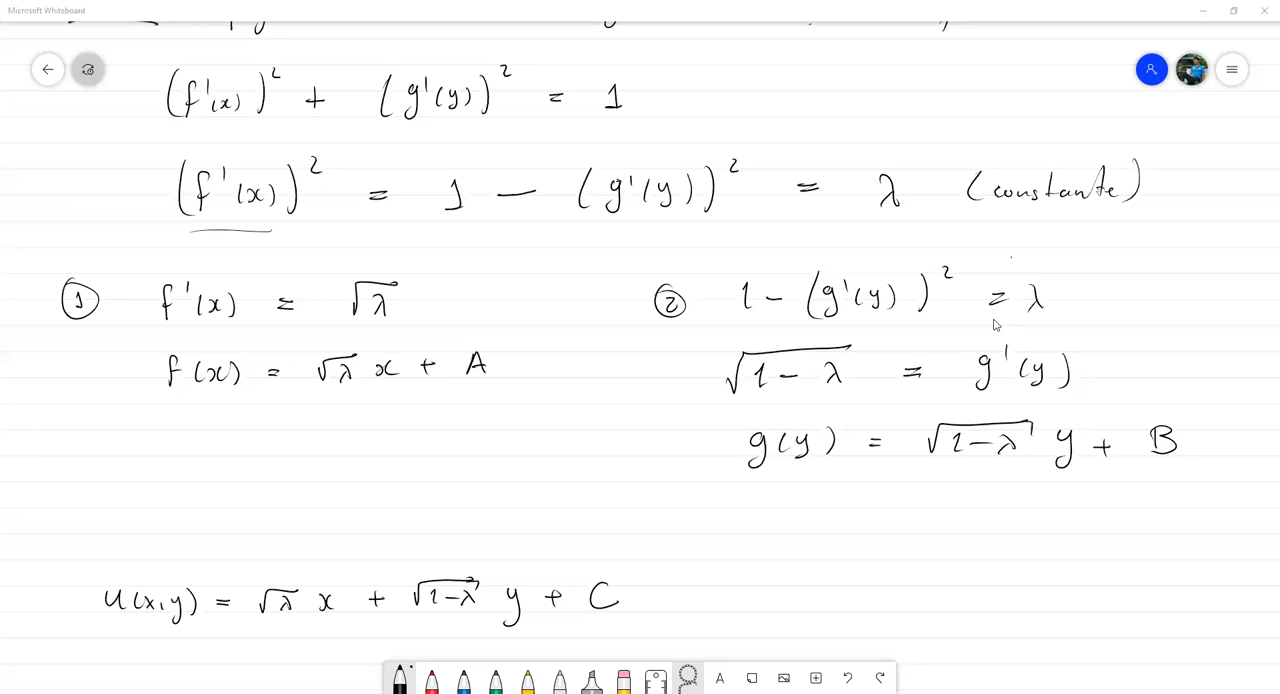 Microsoft Whiteboard
(f'(x))² + (g'(y))² = 1
(f'(x))² = 1 − (g'(y))² = λ (constante)
① f'(x) = √λ
f(x) = √λ x + A
② 1 − (g'(y))² = λ
√(1 − λ) = g'(y)
g(y) = √(1−λ) y + B
u(x,y) = √λ x + √(1−λ) y + C
A